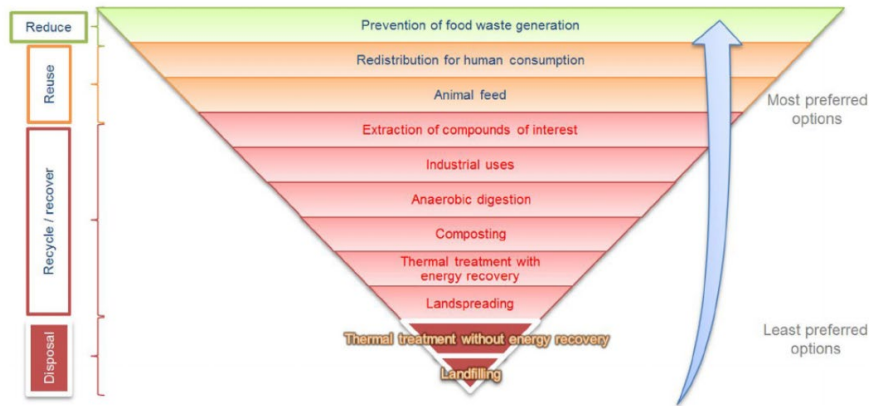 Reduce
Prevention of food waste generation
Reuse
Redistribution for human consumption
Animal feed
Most preferred
options
Recycle / recover
Extraction of compounds of interest
Industrial uses
Anaerobic digestion
Composting
Thermal treatment with
energy recovery
Landspreading
Disposal
Thermal treatment without energy recovery
Landfilling
Least preferred
options